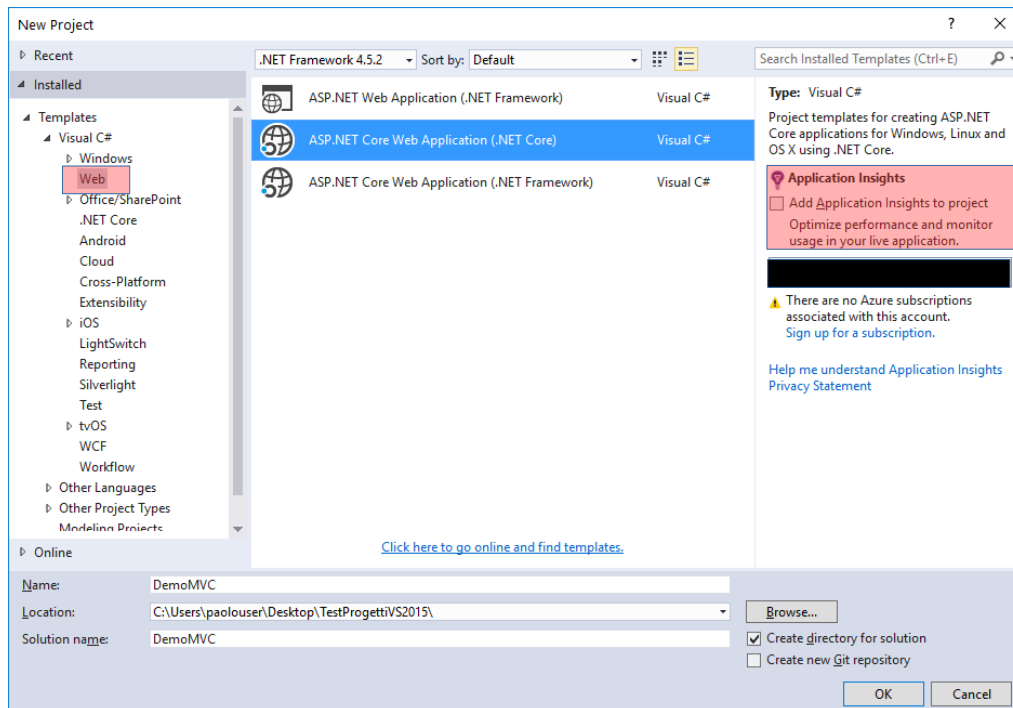 New Project
?
Recent
.NET Framework 4.5.2 Sort by: Default
Search Installed Templates (Ctrl+E)
Installed
Templates
Visual C#
Windows
Web
Office/SharePoint
.NET Core
Android
Cloud
Cross-Platform
Extensibility
iOS
LightSwitch
Reporting
Silverlight
Test
tvOS
WCF
Workflow
Other Languages
Other Project Types
Modeling Projects
Online
ASP.NET Web Application (.NET Framework) Visual C#
ASP.NET Core Web Application (.NET Core) Visual C#
ASP.NET Core Web Application (.NET Framework) Visual C#
Click here to go online and find templates.
Type: Visual C#
Project templates for creating ASP.NET
Core applications for Windows, Linux and
OS X using .NET Core.
Application Insights
Add Application Insights to project
Optimize performance and monitor
usage in your live application.
There are no Azure subscriptions
associated with this account.
Sign up for a subscription.
Help me understand Application Insights
Privacy Statement
Name: DemoMVC
Location: C:\Users\paolouser\Desktop\TestProgettiVS2015\
Browse...
Solution name: DemoMVC
Create directory for solution
Create new Git repository
OK Cancel